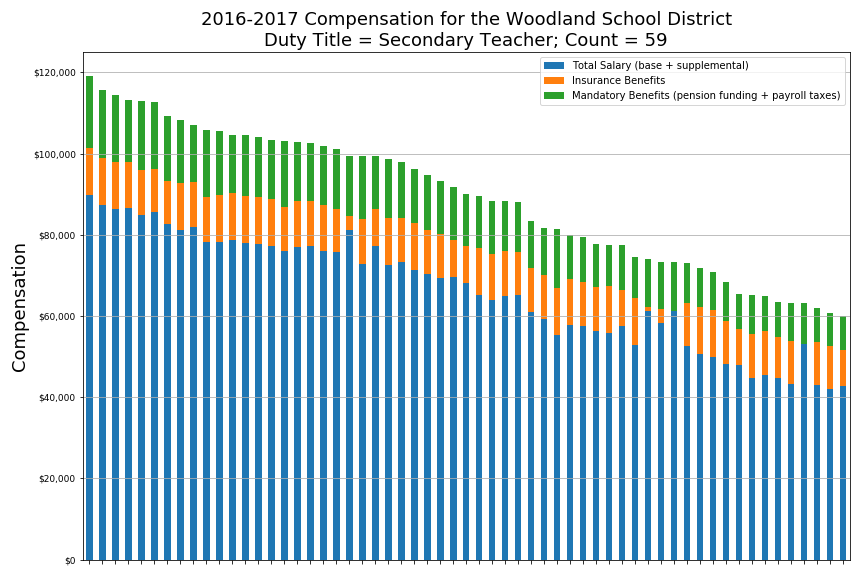 2016-2017 Compensation for the Woodland School District
Duty Title = Secondary Teacher; Count = 59
Total Salary (base + supplemental)
Insurance Benefits
Mandatory Benefits (pension funding + payroll taxes)
$120,000
$100,000
$80,000
$60,000
$40,000
$20,000
$0
Compensation